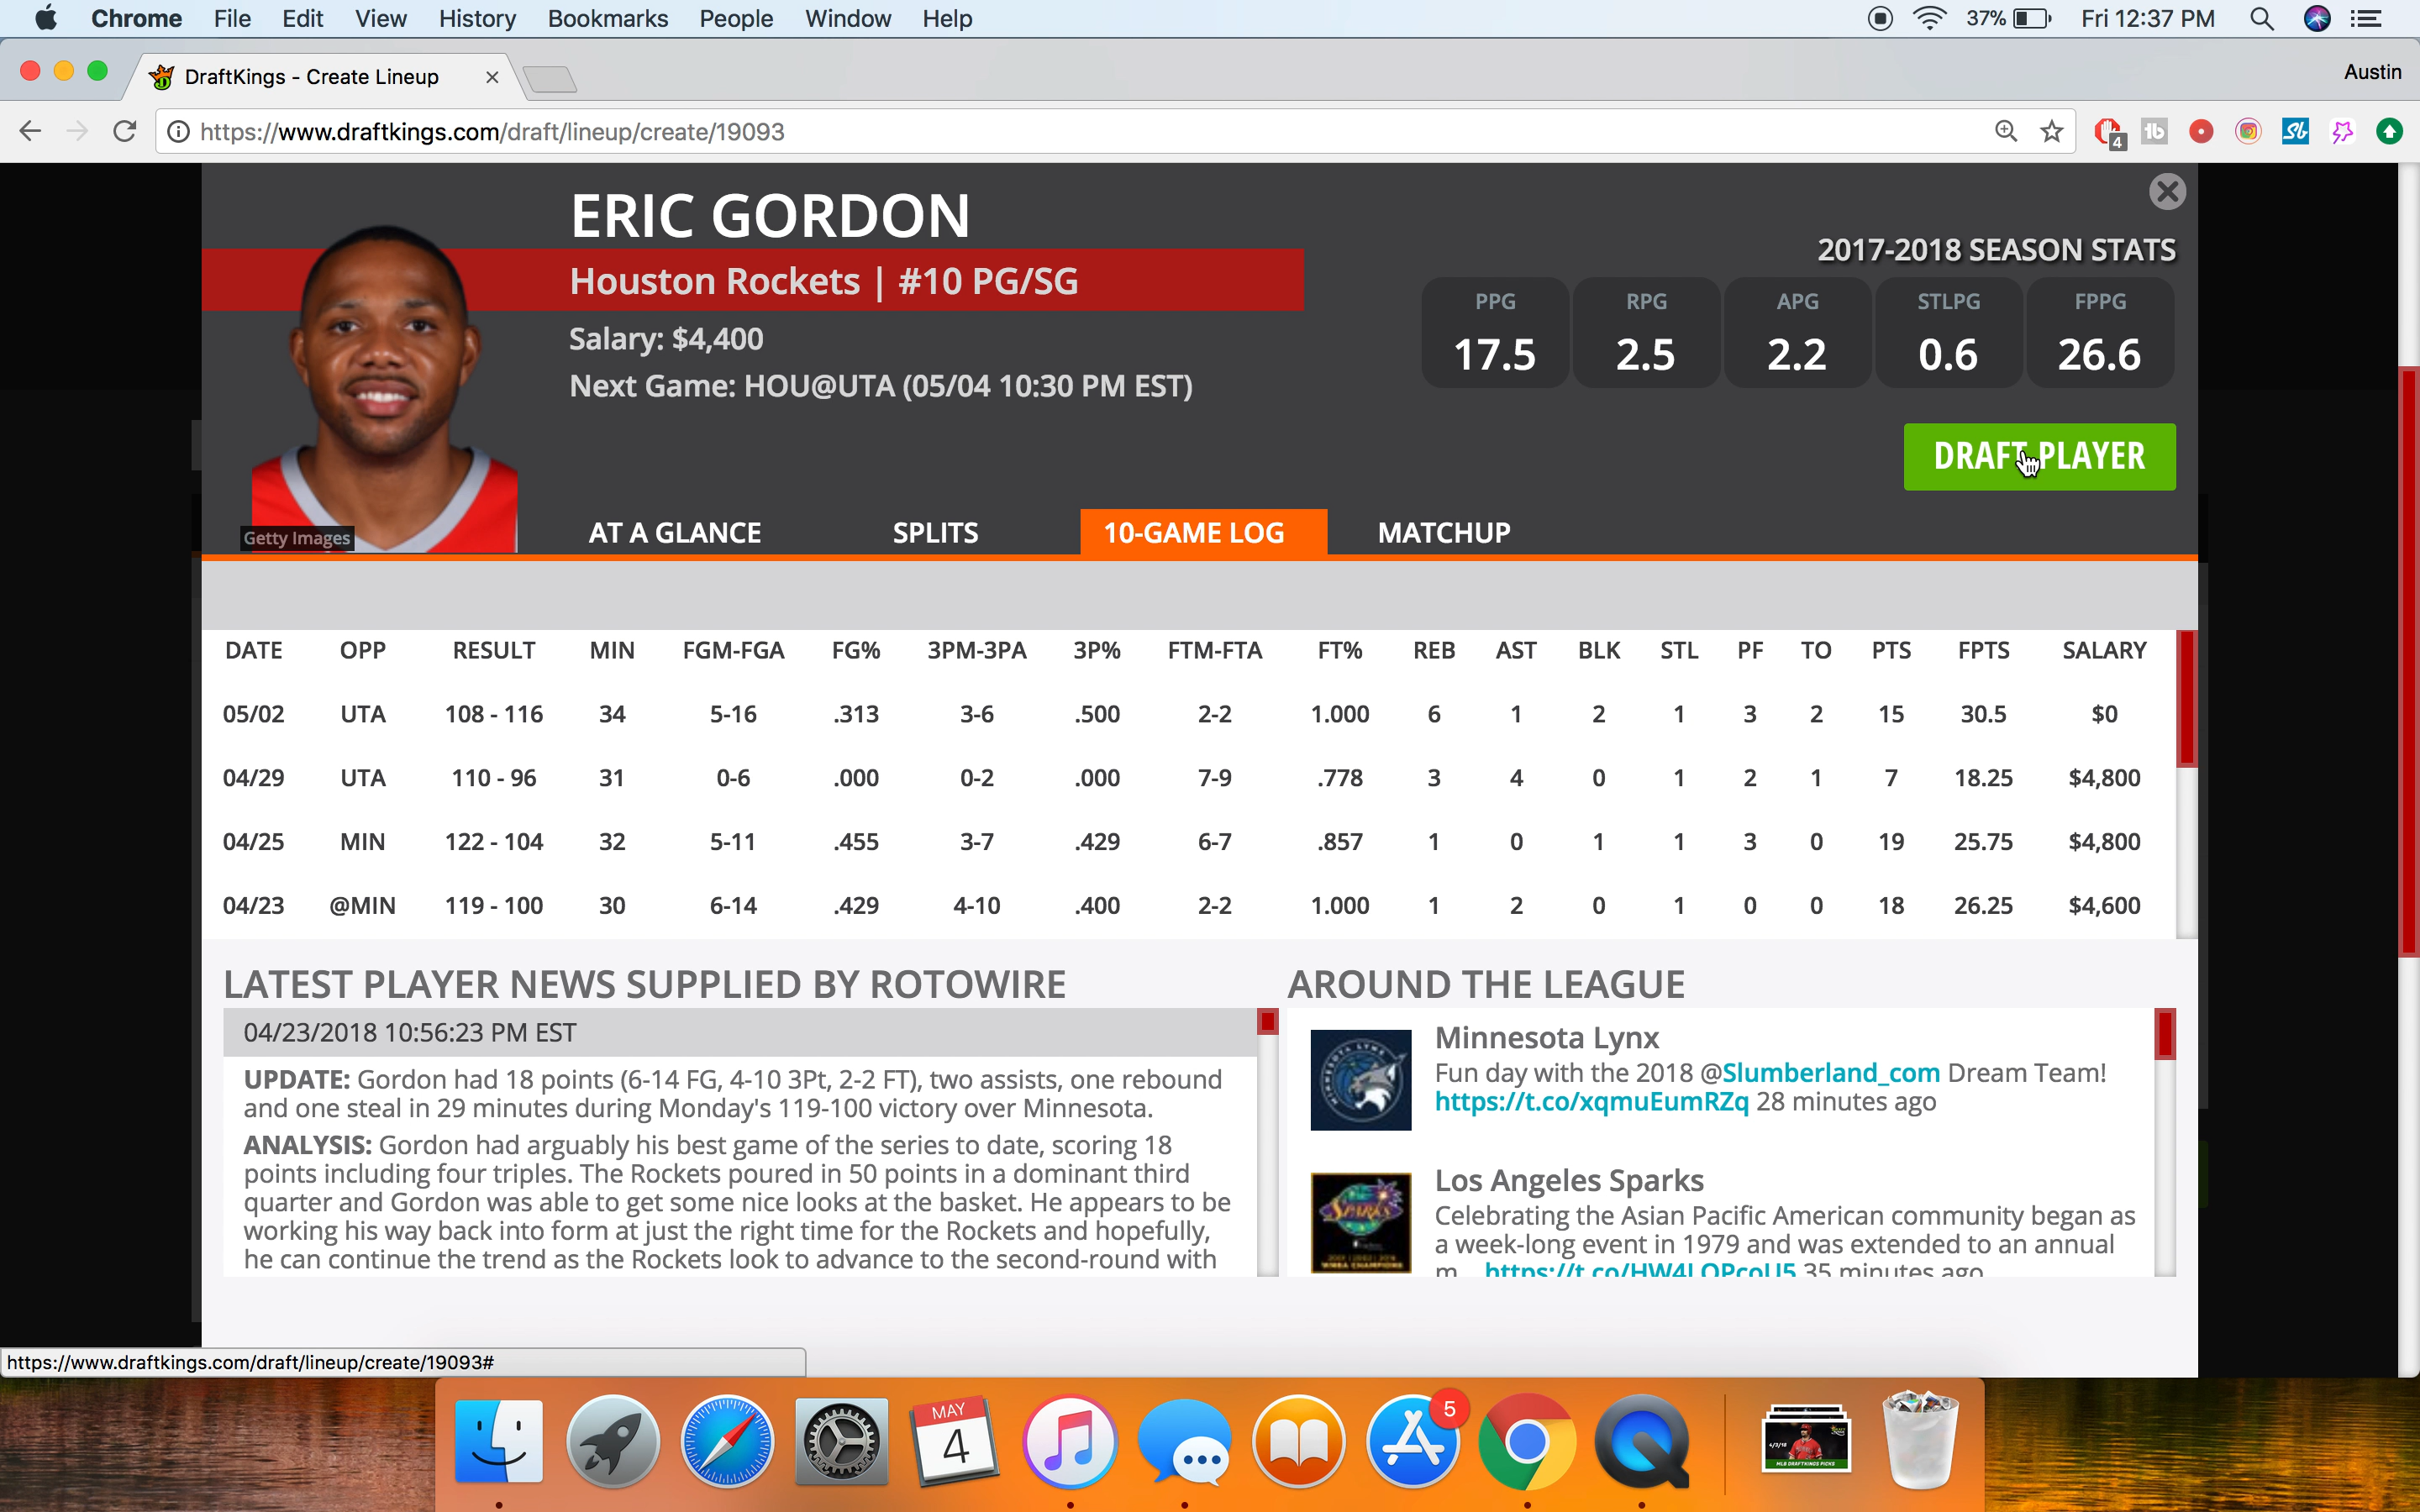 Chrome File Edit View History Bookmarks People Window Help 37% Fri 12:37 PM
DraftKings - Create Lineup Austin
https://www.draftkings.com/draft/lineup/create/19093 4
ERIC GORDON
Houston Rockets | #10 PG/SG
Salary: $4,400
Next Game: HOU@UTA (05/04 10:30 PM EST)
2017-2018 SEASON STATS
PPG RPG APG STLPG FPPG
17.5 2.5 2.2 0.6 26.6
DRAFT PLAYER
Getty Images
AT A GLANCE SPLITS 10-GAME LOG MATCHUP
DATE OPP RESULT MIN FGM-FGA FG% 3PM-3PA 3P% FTM-FTA FT% REB AST BLK STL PF TO PTS FPTS SALARY
05/02 UTA 108 - 116 34 5-16 .313 3-6 .500 2-2 1.000 6 1 2 1 3 2 15 30.5 $0
04/29 UTA 110 - 96 31 0-6 .000 0-2 .000 7-9 .778 3 4 0 1 2 1 7 18.25 $4,800
04/25 MIN 122 - 104 32 5-11 .455 3-7 .429 6-7 .857 1 0 1 1 3 0 19 25.75 $4,800
04/23 @MIN 119 - 100 30 6-14 .429 4-10 .400 2-2 1.000 1 2 0 1 0 0 18 26.25 $4,600
LATEST PLAYER NEWS SUPPLIED BY ROTOWIRE
04/23/2018 10:56:23 PM EST
UPDATE: Gordon had 18 points (6-14 FG, 4-10 3Pt, 2-2 FT), two assists, one rebound
and one steal in 29 minutes during Monday's 119-100 victory over Minnesota.
ANALYSIS: Gordon had arguably his best game of the series to date, scoring 18
points including four triples. The Rockets poured in 50 points in a dominant third
quarter and Gordon was able to get some nice looks at the basket. He appears to be
working his way back into form at just the right time for the Rockets and hopefully,
he can continue the trend as the Rockets look to advance to the second-round with
AROUND THE LEAGUE
Minnesota Lynx
Fun day with the 2018 @Slumberland_com Dream Team!
https://t.co/xqmuEumRZq 28 minutes ago
Los Angeles Sparks
Celebrating the Asian Pacific American community began as
a week-long event in 1979 and was extended to an annual
m... 35 minutes ago
https://www.draftkings.com/draft/lineup/create/19093#
MAY
4
5
MLB DRAFTKINGS PICKS